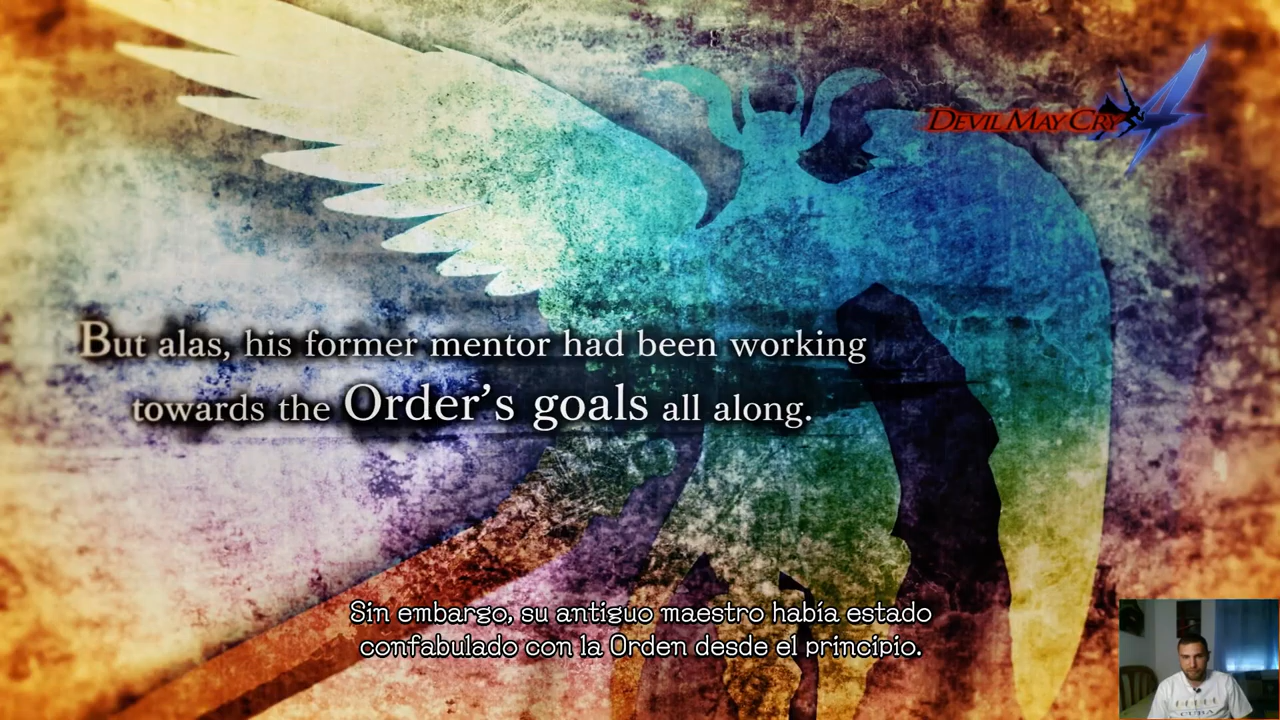 DEVIL MAY CRY 4
But alas, his former mentor had been working
towards the Order's goals all along.
Sin embargo, su antiguo maestro había estado
confabulado con la Orden desde el principio.
CUBA